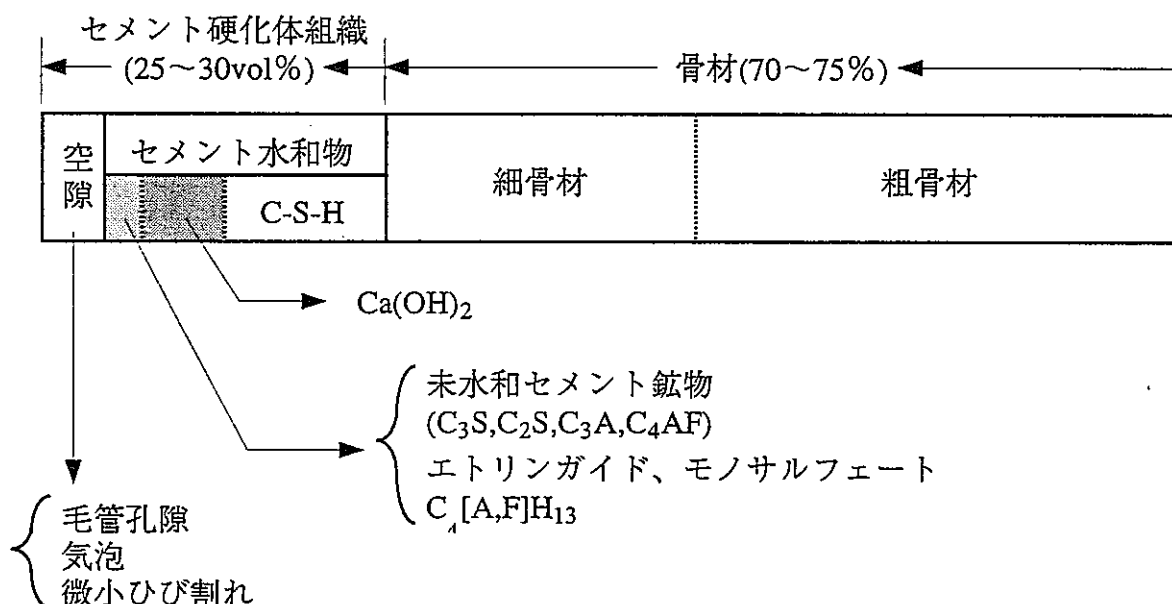 セメント硬化体組織
(25～30vol%)
骨材(70～75%)
空隙
セメント水和物
C-S-H
細骨材
粗骨材
Ca(OH)₂
未水和セメント鉱物
(C₃S,C₂S,C₃A,C₄AF)
エトリンガイド、モノサルフェート
C₄[A,F]H₁₃
毛管孔隙
気泡
微小ひび割れ